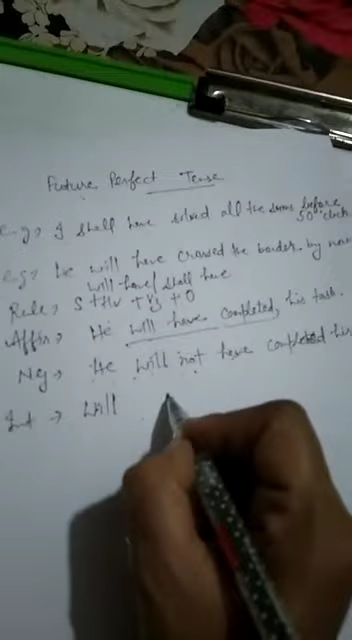 Future Perfect Tense
e.g> I shall have solved all the sums before 5 O'clock
eg> He will have crossed the border by now
will have/ shall have
Rule> S + Hv + V3 + O
Affir> He will have completed, his task.
Neg> He will not have completed his
Int -> Will